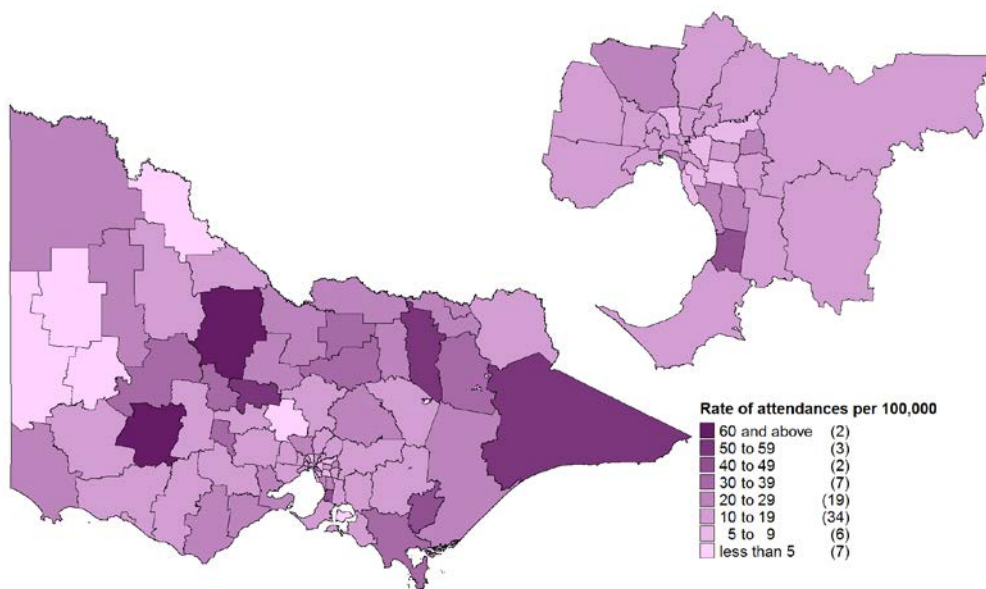 Rate of attendances per 100,000
60 and above (2)
50 to 59 (3)
40 to 49 (2)
30 to 39 (7)
20 to 29 (19)
10 to 19 (34)
5 to 9 (6)
less than 5 (7)